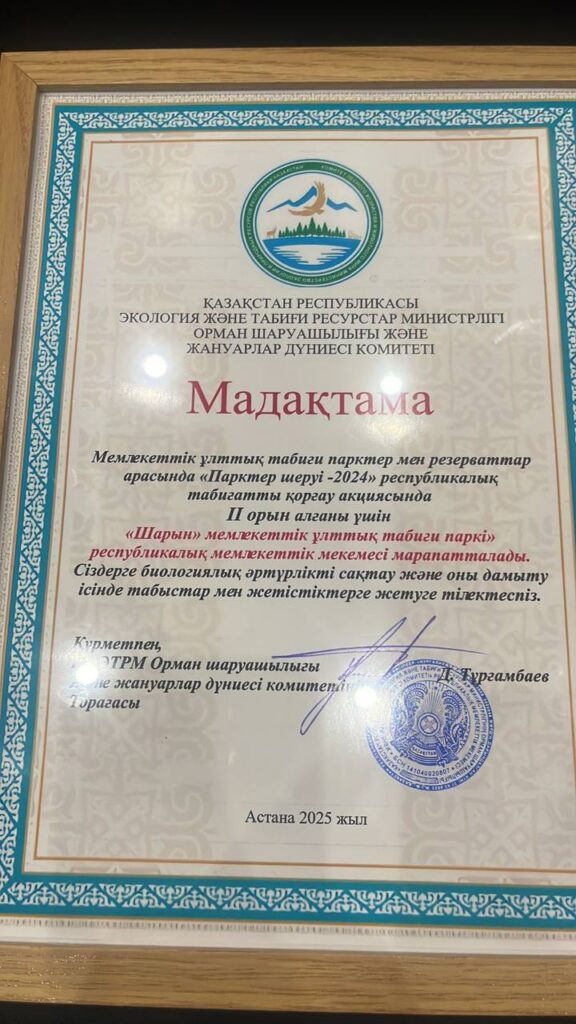 ҚАЗАҚСТАН РЕСПУБЛИКАСЫ
ЭКОЛОГИЯ ЖӘНЕ ТАБИҒИ РЕСУРСТАР МИНИСТРЛІГІ
ОРМАН ШАРУАШЫЛЫҒЫ ЖӘНЕ
ЖАНУАРЛАР ДҮНИЕСІ КОМИТЕТІ
Мадақтама
Мемлекеттік ұлттық табиғи парктер мен резерваттар
арасында «Парктер шеруі -2024» республикалық
табиғатты қорғау акциясында
II орын алғаны үшін
«Шарын» мемлекеттік ұлттық табиғи паркі»
республикалық мемлекеттік мекемесі марапатталады.
Сіздерге биологиялық әртүрлікті сақтау және оны дамыту
ісінде табыстар мен жетістіктерге жетуге тілектеспіз.
Құрметпен,
ЭТРМ Орман шаруашылығы
және жануарлар дүниесі комитетінің
Төрағасы
Д. Тұрғамбаев
Астана 2025 жыл